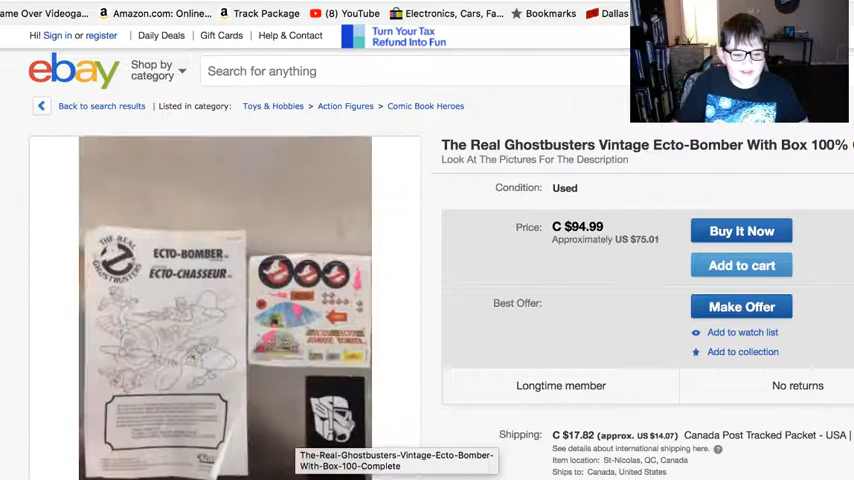 ame Over Videoga...
Amazon.com: Online...
Track Package
(8) YouTube
Electronics, Cars, Fa...
Bookmarks
Dallas
Hi! Sign in or register
Daily Deals
Gift Cards
Help & Contact
Turn Your Tax
Refund Into Fun
ebay
Shop by
category
Search for anything
Back to search results
Listed in category:
Toys & Hobbies > Action Figures > Comic Book Heroes
The Real Ghostbusters Vintage Ecto-Bomber With Box 100%
Look At The Pictures For The Description
Condition: Used
Price: C $94.99
Approximately US $75.01
Buy It Now
Add to cart
Best Offer:
Make Offer
Add to watch list
Add to collection
Longtime member
No returns
Shipping: C $17.82 (approx. US $14.07) Canada Post Tracked Packet - USA |
See details about international shipping here.
Item location: St-Nicolas, QC, Canada
Ships to: Canada, United States
THE REAL
GHOSTBUSTERS
ECTO-BOMBER
ECTO-CHASSEUR
The-Real-Ghostbusters-Vintage-Ecto-Bomber-
With-Box-100-Complete